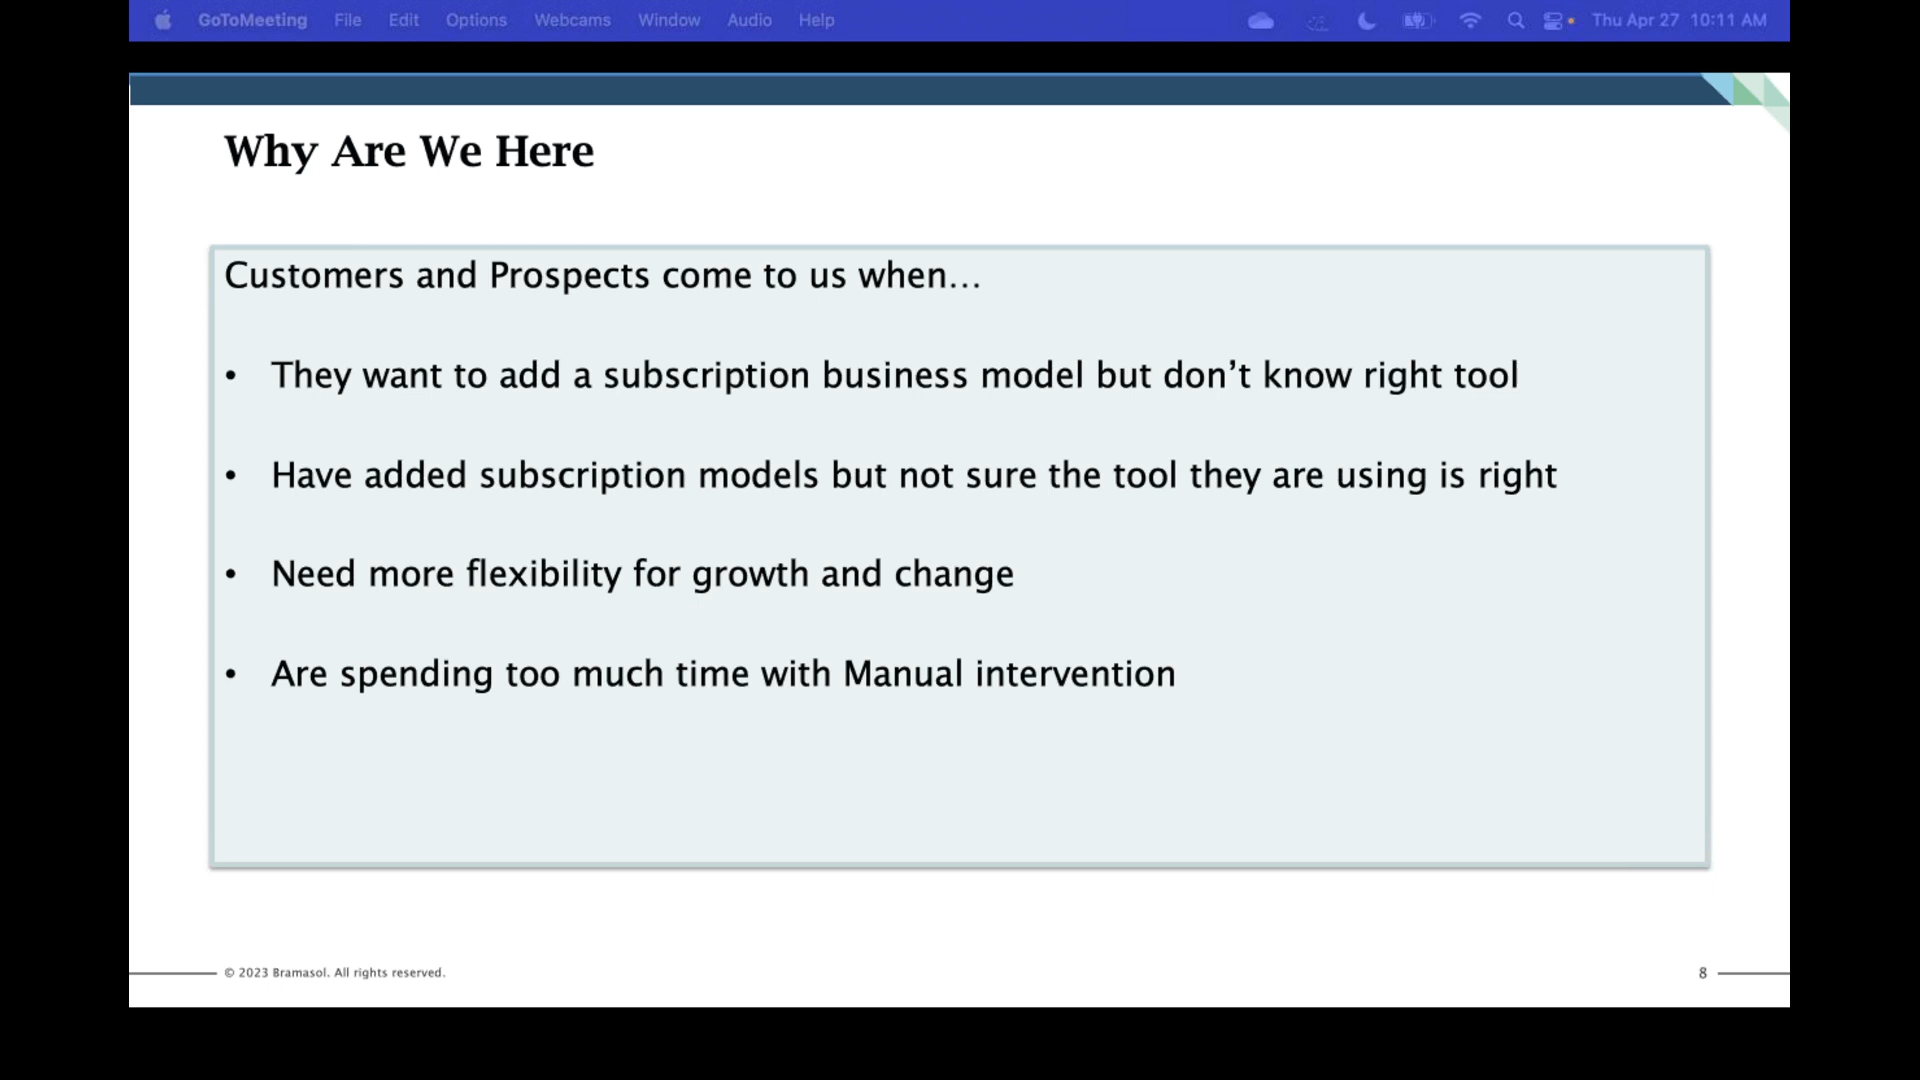 GoToMeeting File Edit Options Webcams Window Audio Help Thu Apr 27 10:11 AM
Why Are We Here
Customers and Prospects come to us when...
• They want to add a subscription business model but don’t know right tool
• Have added subscription models but not sure the tool they are using is right
• Need more flexibility for growth and change
• Are spending too much time with Manual intervention
© 2023 Bramasol. All rights reserved. 8